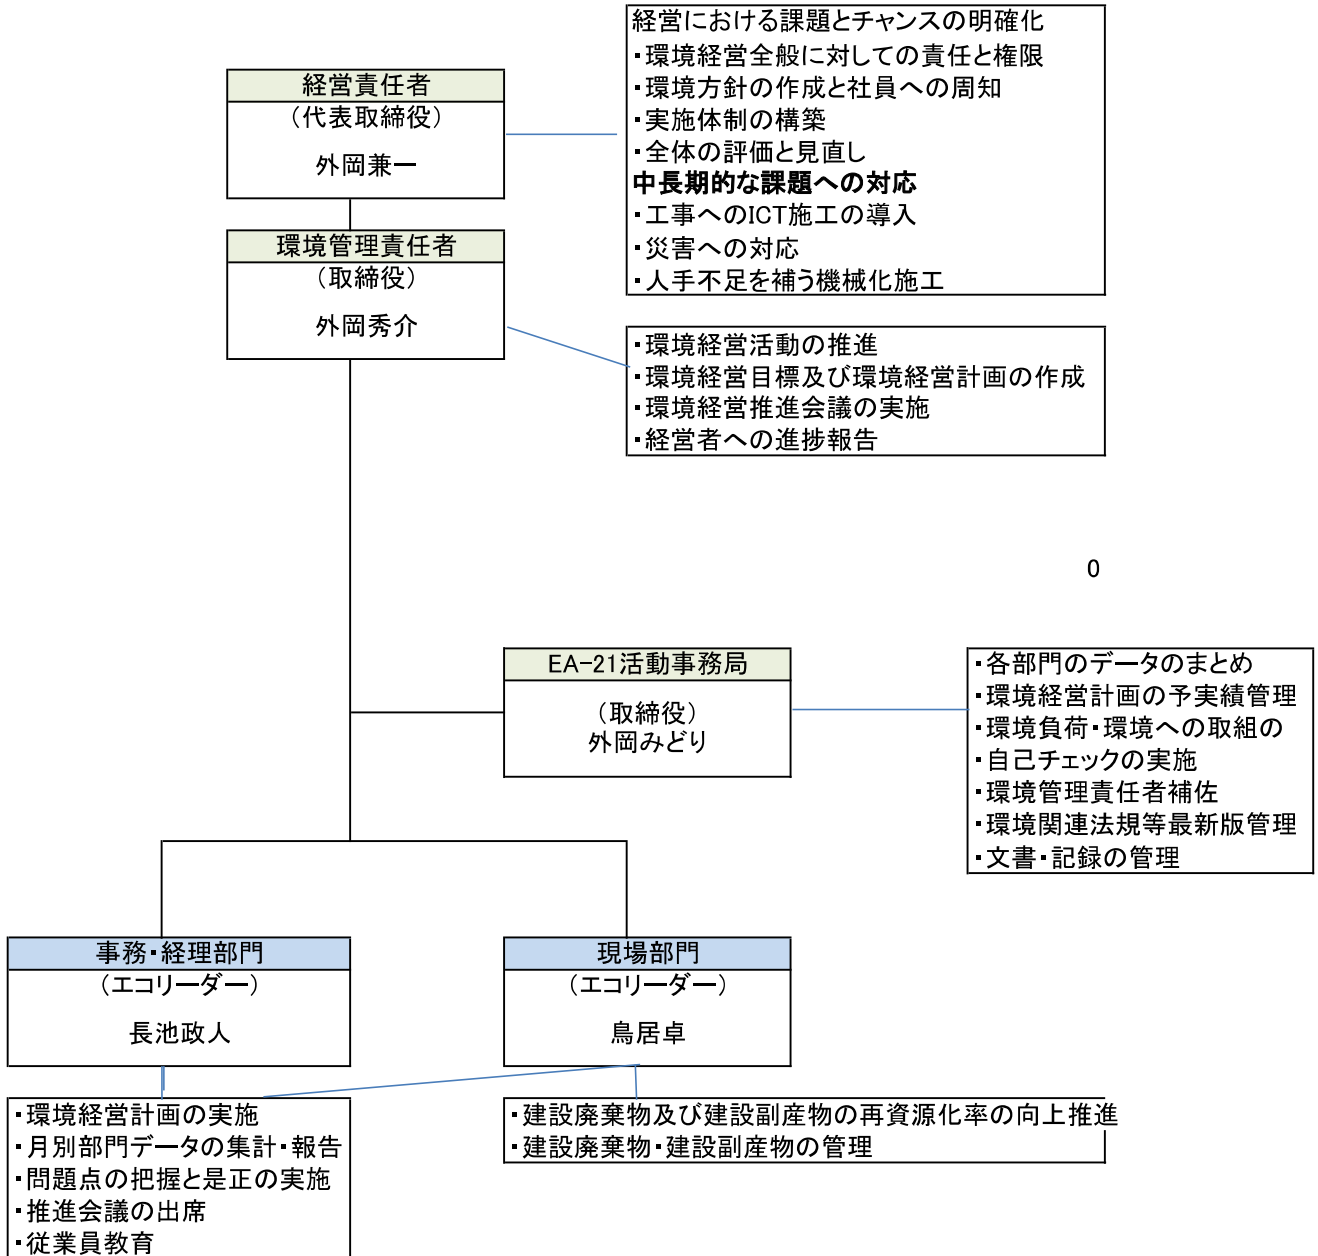 経営責任者
（代表取締役）
外岡兼一
経営における課題とチャンスの明確化
・環境経営全般に対しての責任と権限
・環境方針の作成と社員への周知
・実施体制の構築
・全体の評価と見直し
中長期的な課題への対応
・工事へのICT施工の導入
・災害への対応
・人手不足を補う機械化施工
環境管理責任者
（取締役）
外岡秀介
・環境経営活動の推進
・環境経営目標及び環境経営計画の作成
・環境経営推進会議の実施
・経営者への進捗報告
0
EA-21活動事務局
（取締役）
外岡みどり
・各部門のデータのまとめ
・環境経営計画の予実績管理
・環境負荷・環境への取組の
・自己チェックの実施
・環境管理責任者補佐
・環境関連法規等最新版管理
・文書・記録の管理
事務・経理部門
（エコリーダー）
長池政人
現場部門
（エコリーダー）
鳥居卓
・環境経営計画の実施
・月別部門データの集計・報告
・問題点の把握と是正の実施
・推進会議の出席
・従業員教育
・建設廃棄物及び建設副産物の再資源化率の向上推進
・建設廃棄物・建設副産物の管理